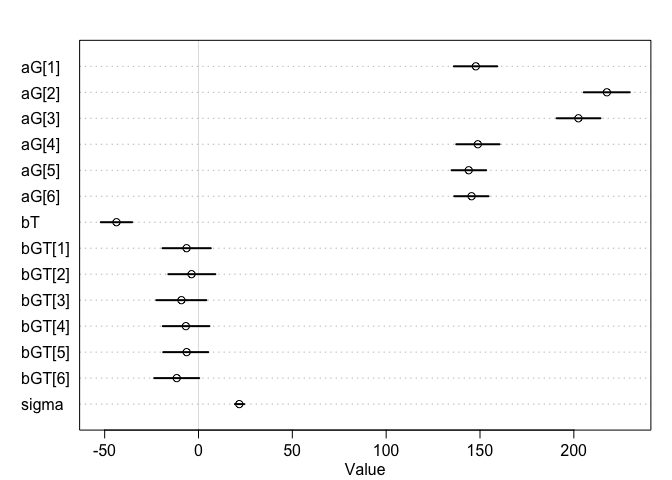 aG[1]
aG[2]
aG[3]
aG[4]
aG[5]
aG[6]
bT
bGT[1]
bGT[2]
bGT[3]
bGT[4]
bGT[5]
bGT[6]
sigma
-50 0 50 100 150 200
Value